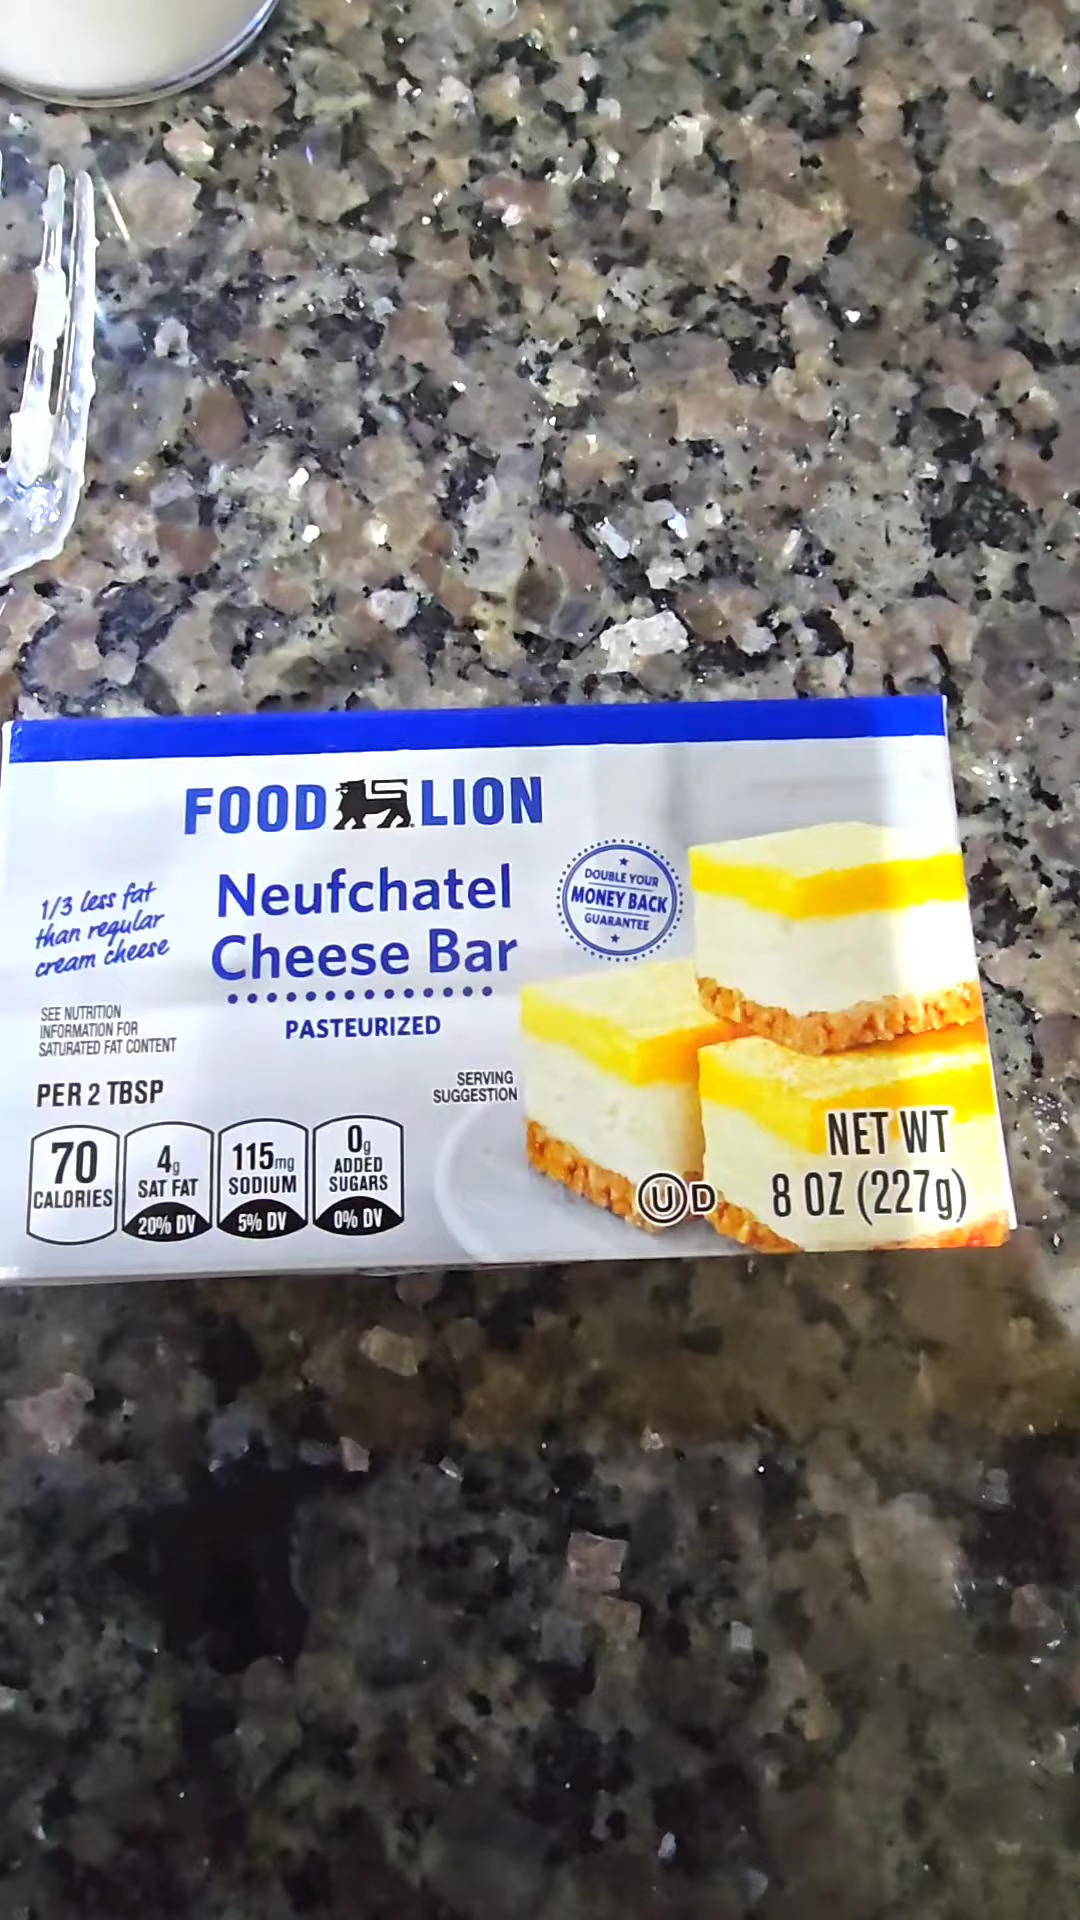 FOOD LION
1/3 less fat
than regular
cream cheese
Neufchatel
Cheese Bar
PASTEURIZED
DOUBLE YOUR
MONEY BACK
GUARANTEE
SEE NUTRITION
INFORMATION FOR
SATURATED FAT CONTENT
SERVING
SUGGESTION
PER 2 TBSP
70
CALORIES
4g
SAT FAT
20% DV
115mg
SODIUM
5% DV
0g
ADDED
SUGARS
0% DV
U D
NET WT
8 OZ (227g)